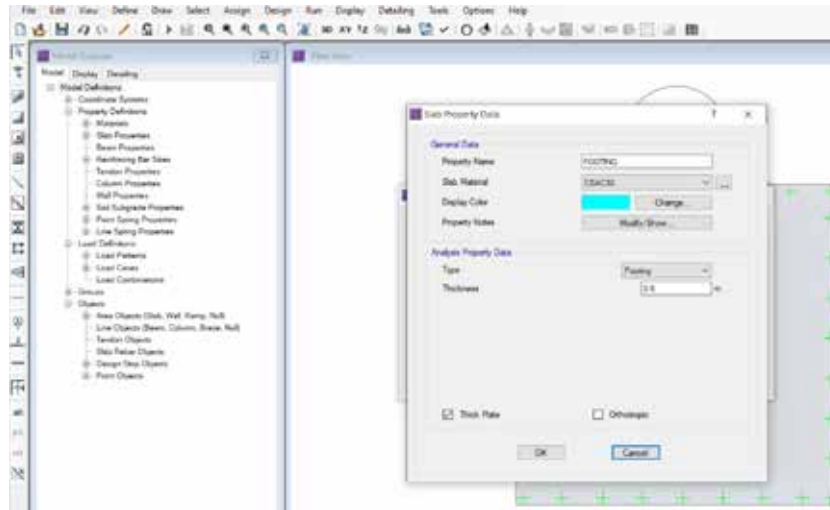 File Edit View Define Draw Select Assign Design Run Display Detailing Tools Options Help
Model Explorer
Plan View
Model Display Detailing
Model Definitions
Coordinate Systems
Property Definitions
Materials
Slab Properties
Beam Properties
Reinforcing Bar Sizes
Tendon Properties
Column Properties
Wall Properties
Soil Subgrade Properties
Point Spring Properties
Line Spring Properties
Load Definitions
Load Patterns
Load Cases
Load Combinations
Groups
Objects
Area Objects (Slab, Wall, Ramp, Null)
Line Objects (Beam, Column, Brace, Null)
Tendon Objects
Slab Rebar Objects
Design Strip Objects
Point Objects
Slab Property Data
? X
General Data
Property Name FOOTING
Slab Material
Display Color Change...
Property Notes Modify/Show...
Analysis Property Data
Type Footing
Thickness m
Thick Plate Orthotropic
OK Cancel